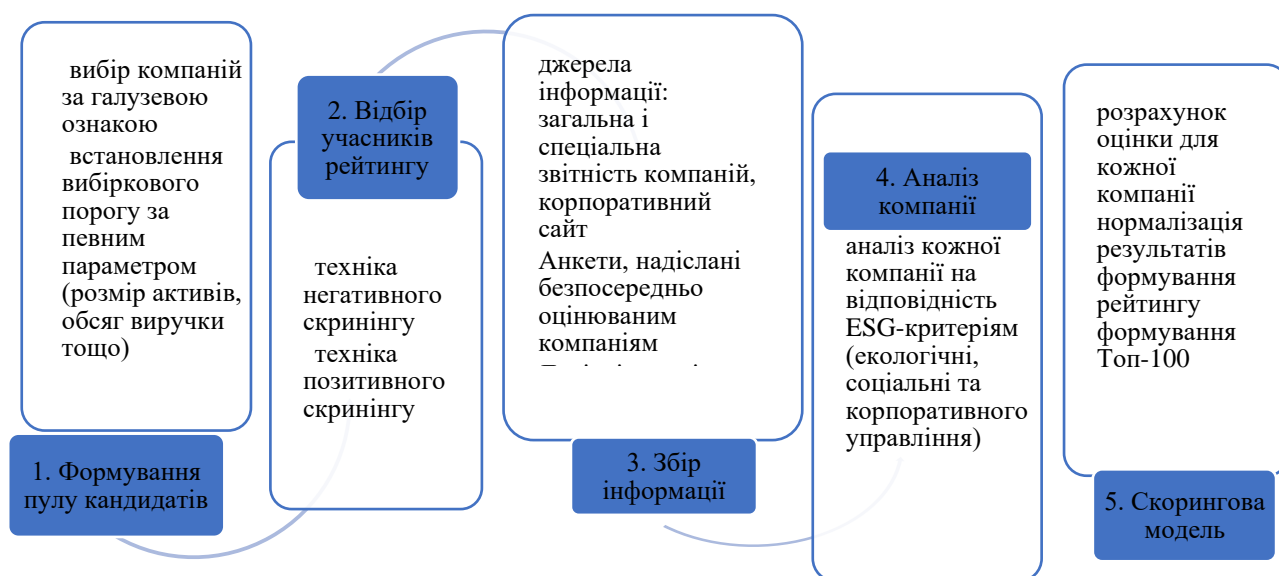 вибір компаній
за галузевою
ознакою
встановлення
вибіркового
порогу за
певним
параметром
(розмір активів,
обсяг виручки
тощо)
1. Формування
пулу кандидатів
2. Відбір
учасників
рейтингу
техніка
негативного
скринінгу
техніка
позитивного
скринінгу
джерела
інформації:
загальна і
спеціальна
звітність компаній,
корпоративний
сайт
Анкети, надіслані
безпосередньо
оцінюваним
компаніям
3. Збір
інформації
4. Аналіз
компанії
аналіз кожної
компанії на
відповідність
ESG-критеріям
(екологічні,
соціальні та
корпоративного
управління)
розрахунок
оцінки для
кожної
компанії
нормалізація
результатів
формування
рейтингу
формування
Топ-100
5. Скорингова
модель